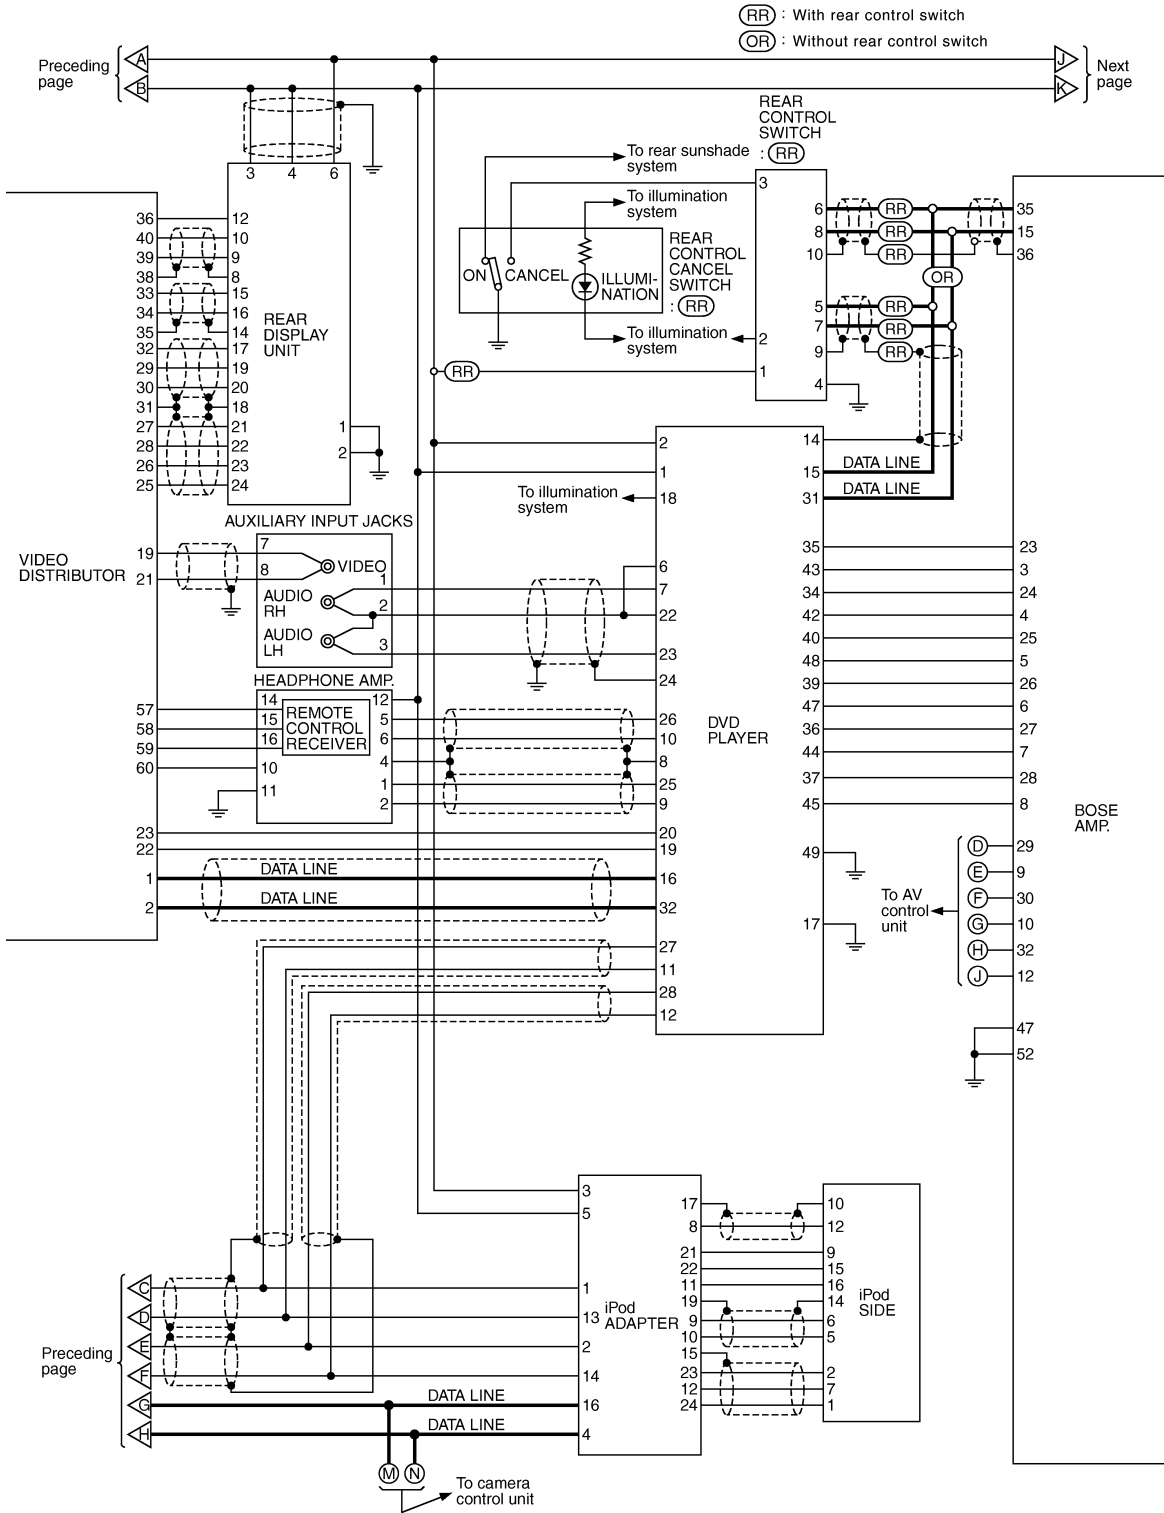 RR : With rear control switch
OR : Without rear control switch
Preceding page
A
B
J
K
Next page
REAR CONTROL SWITCH : RR
To rear sunshade system
To illumination system
3 4 6
3
6 RR 35
8 RR 15
10 RR 36
OR
5 RR
7 RR
9 RR
2
1
4
ON CANCEL
ILLUMI-NATION
REAR CONTROL CANCEL SWITCH : RR
To illumination system
RR
36 12
40 10
39 9
38 8
33 15
34 16
35 14
32 17
29 19
30 20
31 18
27 21
28 22
26 23
25 24
REAR DISPLAY UNIT
1
2
2 14
1 15 DATA LINE
To illumination system
18 31 DATA LINE
AUXILIARY INPUT JACKS
VIDEO DISTRIBUTOR
19 7
21 8
VIDEO
AUDIO RH
AUDIO LH
1
2
3
6
7
22
23
24
35 23
43 3
34 24
42 4
40 25
48 5
39 26
47 6
36 27
44 7
37 28
45 8
HEADPHONE AMP.
57 14
58 15
59 16
60 10
11
REMOTE CONTROL RECEIVER
12
5 26
6 10
4 8
1 25
2 9
DVD PLAYER
BOSE AMP.
23 20
22 19
1 DATA LINE 16
2 DATA LINE 32
49
17
To AV control unit
D 29
E 9
F 30
G 10
H 32
J 12
27
11
28
12
47
52
3
5
Preceding page
C 1
D 13
E 2
F 14
G DATA LINE 16
H DATA LINE 4
iPod ADAPTER
17 10
8 12
21 9
22 15
11 16
19 14
9 6
10 5
15
23 2
12 7
24 1
iPod SIDE
M N
To camera control unit